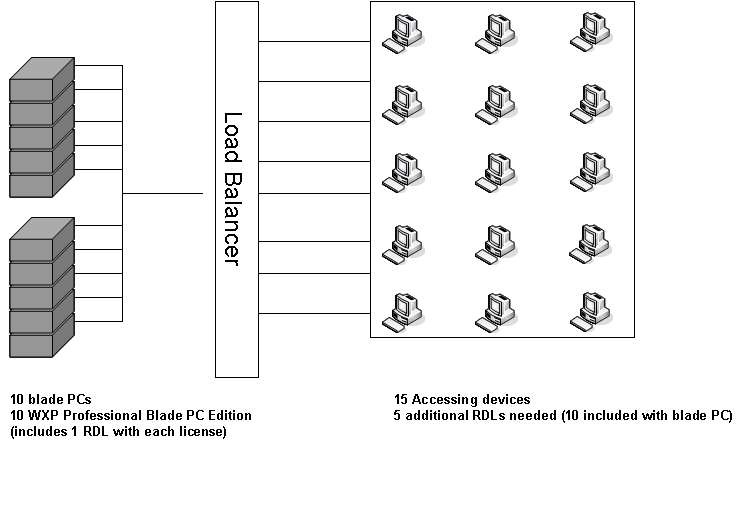 Load Balancer
10 blade PCs
10 WXP Professional Blade PC Edition
(includes 1 RDL with each license)
15 Accessing devices
5 additional RDLs needed (10 included with blade PC)